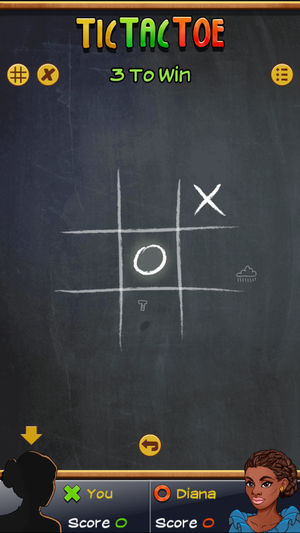 TICTACTOE
3 To Win
X
O
T
X You O Diana
Score 0 Score 0